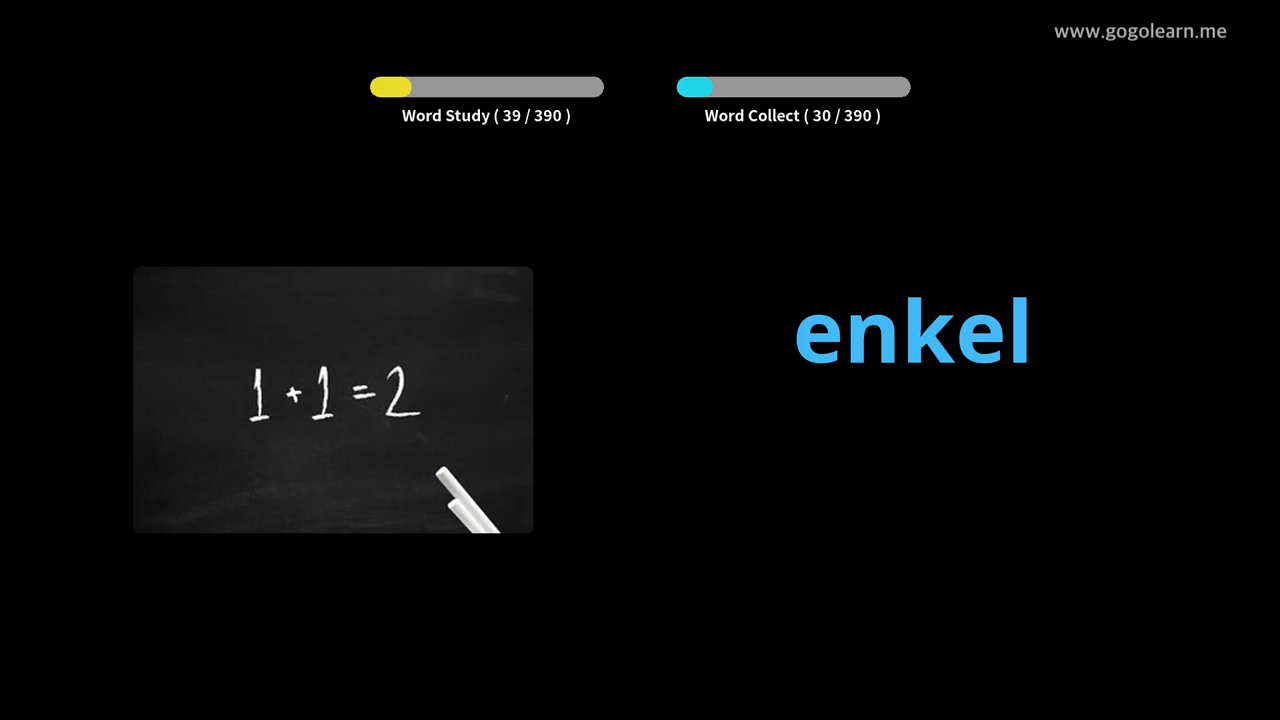 www.gogolearn.me
Word Study ( 39 / 390 )
Word Collect ( 30 / 390 )
enkel
1 + 1 = 2